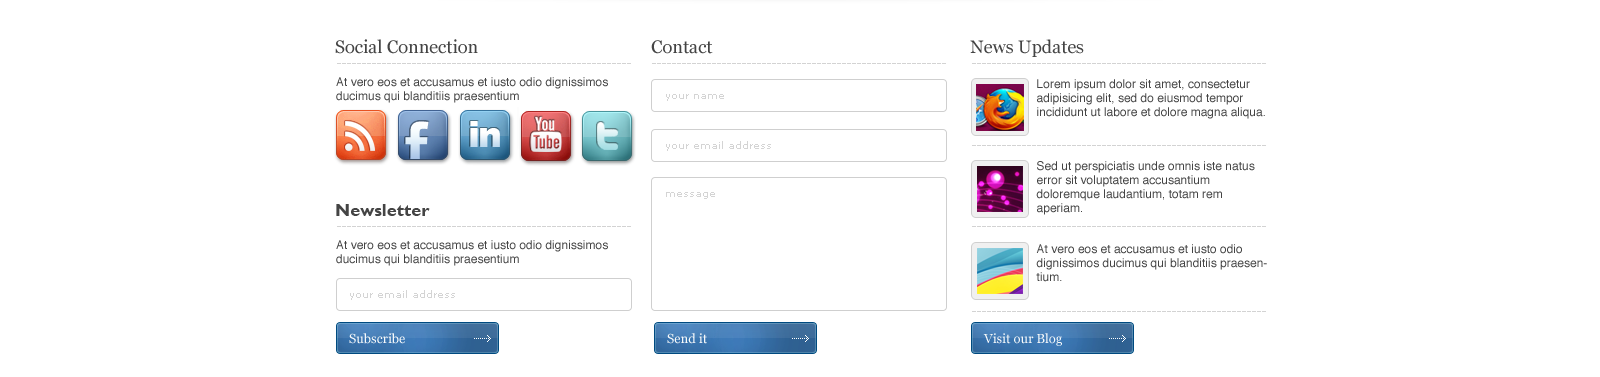 Social Connection
At vero eos et accusamus et iusto odio dignissimos
ducimus qui blanditiis praesentium
f
in
You
Tube
t
Newsletter
At vero eos et accusamus et iusto odio dignissimos
ducimus qui blanditiis praesentium
your email address
Subscribe
Contact
your name
your email address
message
Send it
News Updates
Lorem ipsum dolor sit amet, consectetur
adipisicing elit, sed do eiusmod tempor
incididunt ut labore et dolore magna aliqua.
Sed ut perspiciatis unde omnis iste natus
error sit voluptatem accusantium
doloremque laudantium, totam rem
aperiam.
At vero eos et accusamus et iusto odio
dignissimos ducimus qui blanditiis praesen-
tium.
Visit our Blog